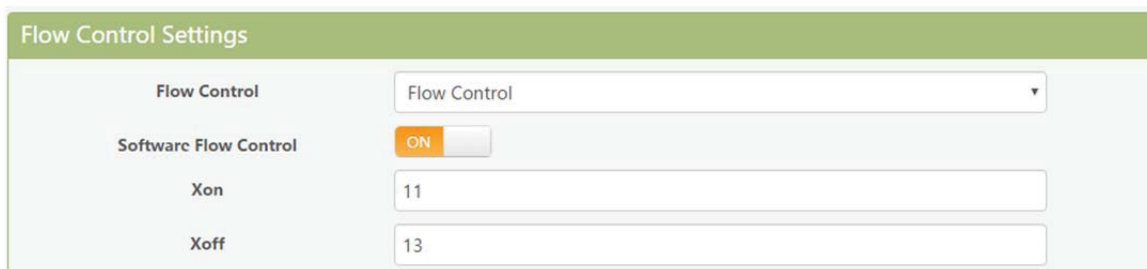 Flow Control Settings
Flow Control Flow Control
Software Flow Control ON
Xon 11
Xoff 13